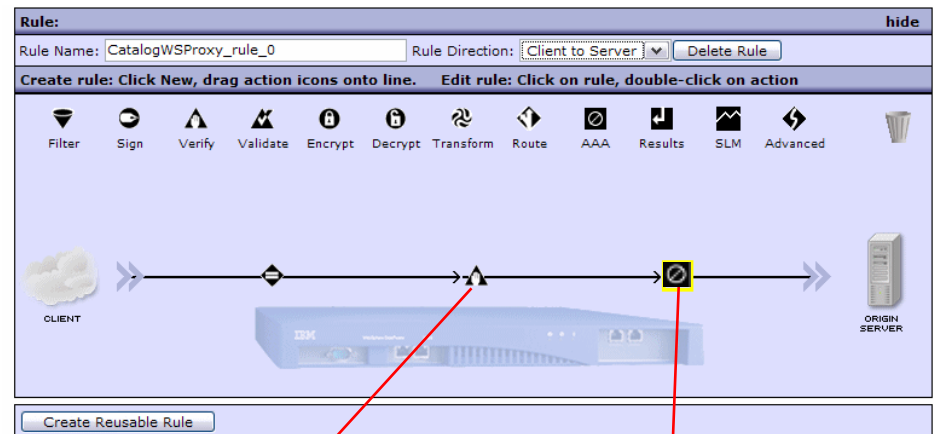 Rule: hide
Rule Name: CatalogWSProxy_rule_0 Rule Direction: Client to Server Delete Rule
Create rule: Click New, drag action icons onto line. Edit rule: Click on rule, double-click on action
Filter Sign Verify Validate Encrypt Decrypt Transform Route AAA Results SLM Advanced
CLIENT
ORIGIN
SERVER
IBM
Create Reusable Rule